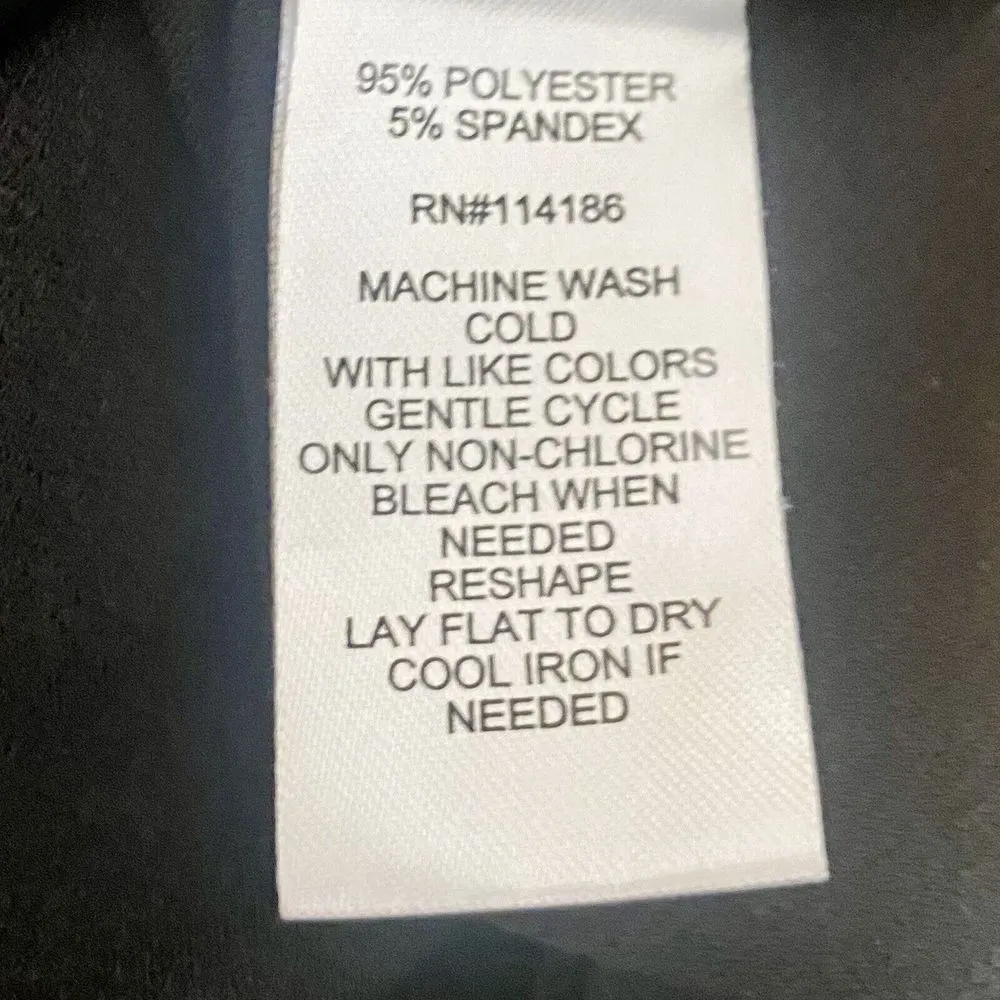 95% POLYESTER
5% SPANDEX
RN#114186
MACHINE WASH
COLD
WITH LIKE COLORS
GENTLE CYCLE
ONLY NON-CHLORINE
BLEACH WHEN
NEEDED
RESHAPE
LAY FLAT TO DRY
COOL IRON IF
NEEDED